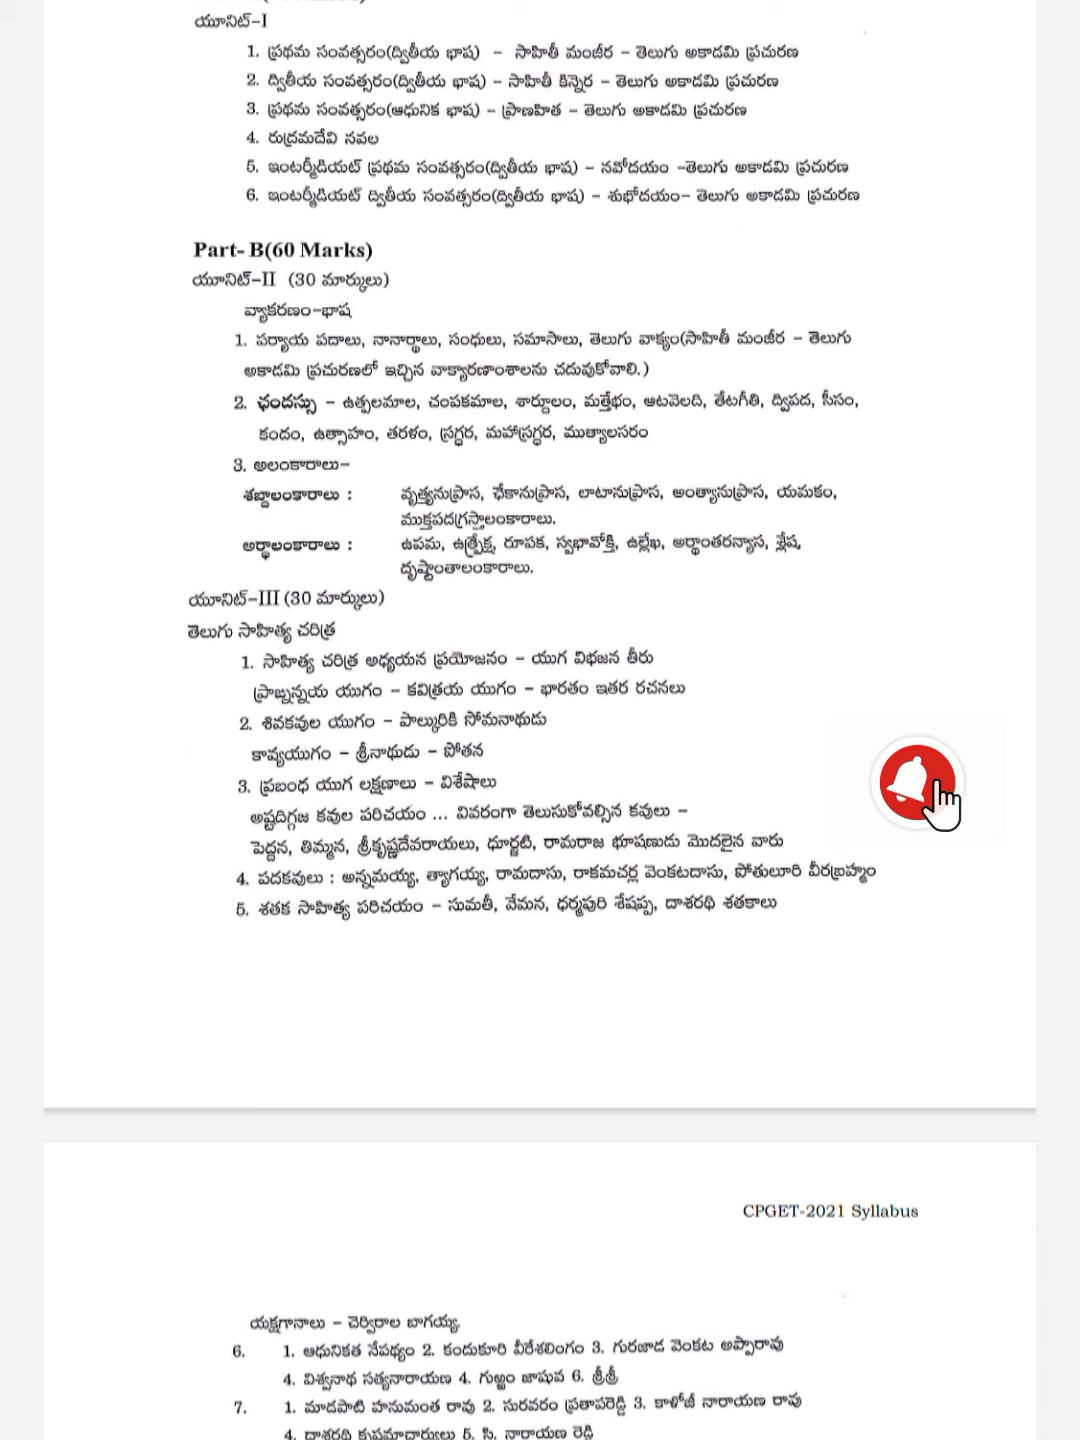 యూనిట్-I
1. ప్రథమ సంవత్సరం(ద్వితీయ భాష) - సాహితీ మంజీర - తెలుగు అకాడమి ప్రచురణ
2. ద్వితీయ సంవత్సరం(ద్వితీయ భాష) - సాహితీ కిన్నెర - తెలుగు అకాడమి ప్రచురణ
3. ప్రథమ సంవత్సరం(ఆధునిక భాష) - ప్రాణహిత - తెలుగు అకాడమి ప్రచురణ
4. రుద్రమదేవి నవల
5. ఇంటర్మీడియట్ ప్రథమ సంవత్సరం(ద్వితీయ భాష) - నవోదయం -తెలుగు అకాడమి ప్రచురణ
6. ఇంటర్మీడియట్ ద్వితీయ సంవత్సరం(ద్వితీయ భాష) - శుభోదయం- తెలుగు అకాడమి ప్రచురణ
Part- B(60 Marks)
యూనిట్-II (30 మార్కులు)
వ్యాకరణం-భాష
1. పర్యాయ పదాలు, నానార్థాలు, సంధులు, సమాసాలు, తెలుగు వాక్యం(సాహితీ మంజీర - తెలుగు
అకాడమి ప్రచురణలో ఇచ్చిన వాక్యారణాంశాలను చదువుకోవాలి.)
2. ఛందస్సు - ఉత్పలమాల, చంపకమాల, శార్దూలం, మత్తేభం, ఆటవెలది, తేటగీతి, ద్విపద, సీసం,
కందం, ఉత్సాహం, తరళం, స్రగ్ధర, మహాస్రగ్ధర, ముత్యాలసరం
3. అలంకారాలు-
శబ్దాలంకారాలు : వృత్త్యనుప్రాస, ఛేకానుప్రాస, లాటానుప్రాస, అంత్యానుప్రాస, యమకం,
ముక్తపదగ్రస్తాలంకారాలు.
అర్థాలంకారాలు : ఉపమ, ఉత్ప్రేక్ష, రూపక, స్వభావోక్తి, ఉల్లేఖ, అర్థాంతరన్యాస, శ్లేష,
దృష్టాంతాలంకారాలు.
యూనిట్-III (30 మార్కులు)
తెలుగు సాహిత్య చరిత్ర
1. సాహిత్య చరిత్ర అధ్యయన ప్రయోజనం - యుగ విభజన తీరు
ప్రాఙ్నన్నయ యుగం - కవిత్రయ యుగం - భారతం ఇతర రచనలు
2. శివకవుల యుగం - పాల్కురికి సోమనాథుడు
కావ్యయుగం - శ్రీనాథుడు - పోతన
3. ప్రబంధ యుగ లక్షణాలు - విశేషాలు
అష్టదిగ్గజ కవుల పరిచయం ... వివరంగా తెలుసుకోవల్సిన కవులు -
పెద్దన, తిమ్మన, శ్రీకృష్ణదేవరాయలు, ధూర్జటి, రామరాజ భూషణుడు మొదలైన వారు
4. పదకవులు : అన్నమయ్య, త్యాగయ్య, రామదాసు, రాకమచర్ల వెంకటదాసు, పోతులూరి వీరబ్రహ్మం
5. శతక సాహిత్య పరిచయం - సుమతీ, వేమన, ధర్మపురి శేషప్ప, దాశరథి శతకాలు
CPGET-2021 Syllabus
యక్షగానాలు - చెర్విరాల బాగయ్య
6. 1. ఆధునికత నేపథ్యం 2. కందుకూరి వీరేశలింగం 3. గురజాడ వెంకట అప్పారావు
4. విశ్వనాథ సత్యనారాయణ 4. గుఱ్ఱం జాషువ 6. శ్రీశ్రీ
7. 1. మాడపాటి హనుమంత రావు 2. సురవరం ప్రతాపరెడ్డి 3. కాళోజీ నారాయణ రావు
4. దాశరథి కృష్ణమాచార్యులు 5. సి. నారాయణ రెడ్డి